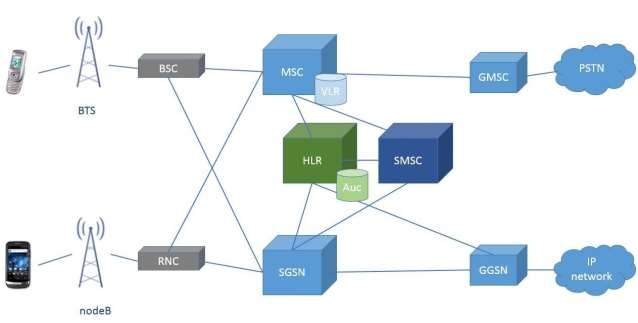 BSC
MSC
VLR
GMSC
PSTN
BTS
HLR
SMSC
Auc
RNC
SGSN
GGSN
IP
network
nodeB